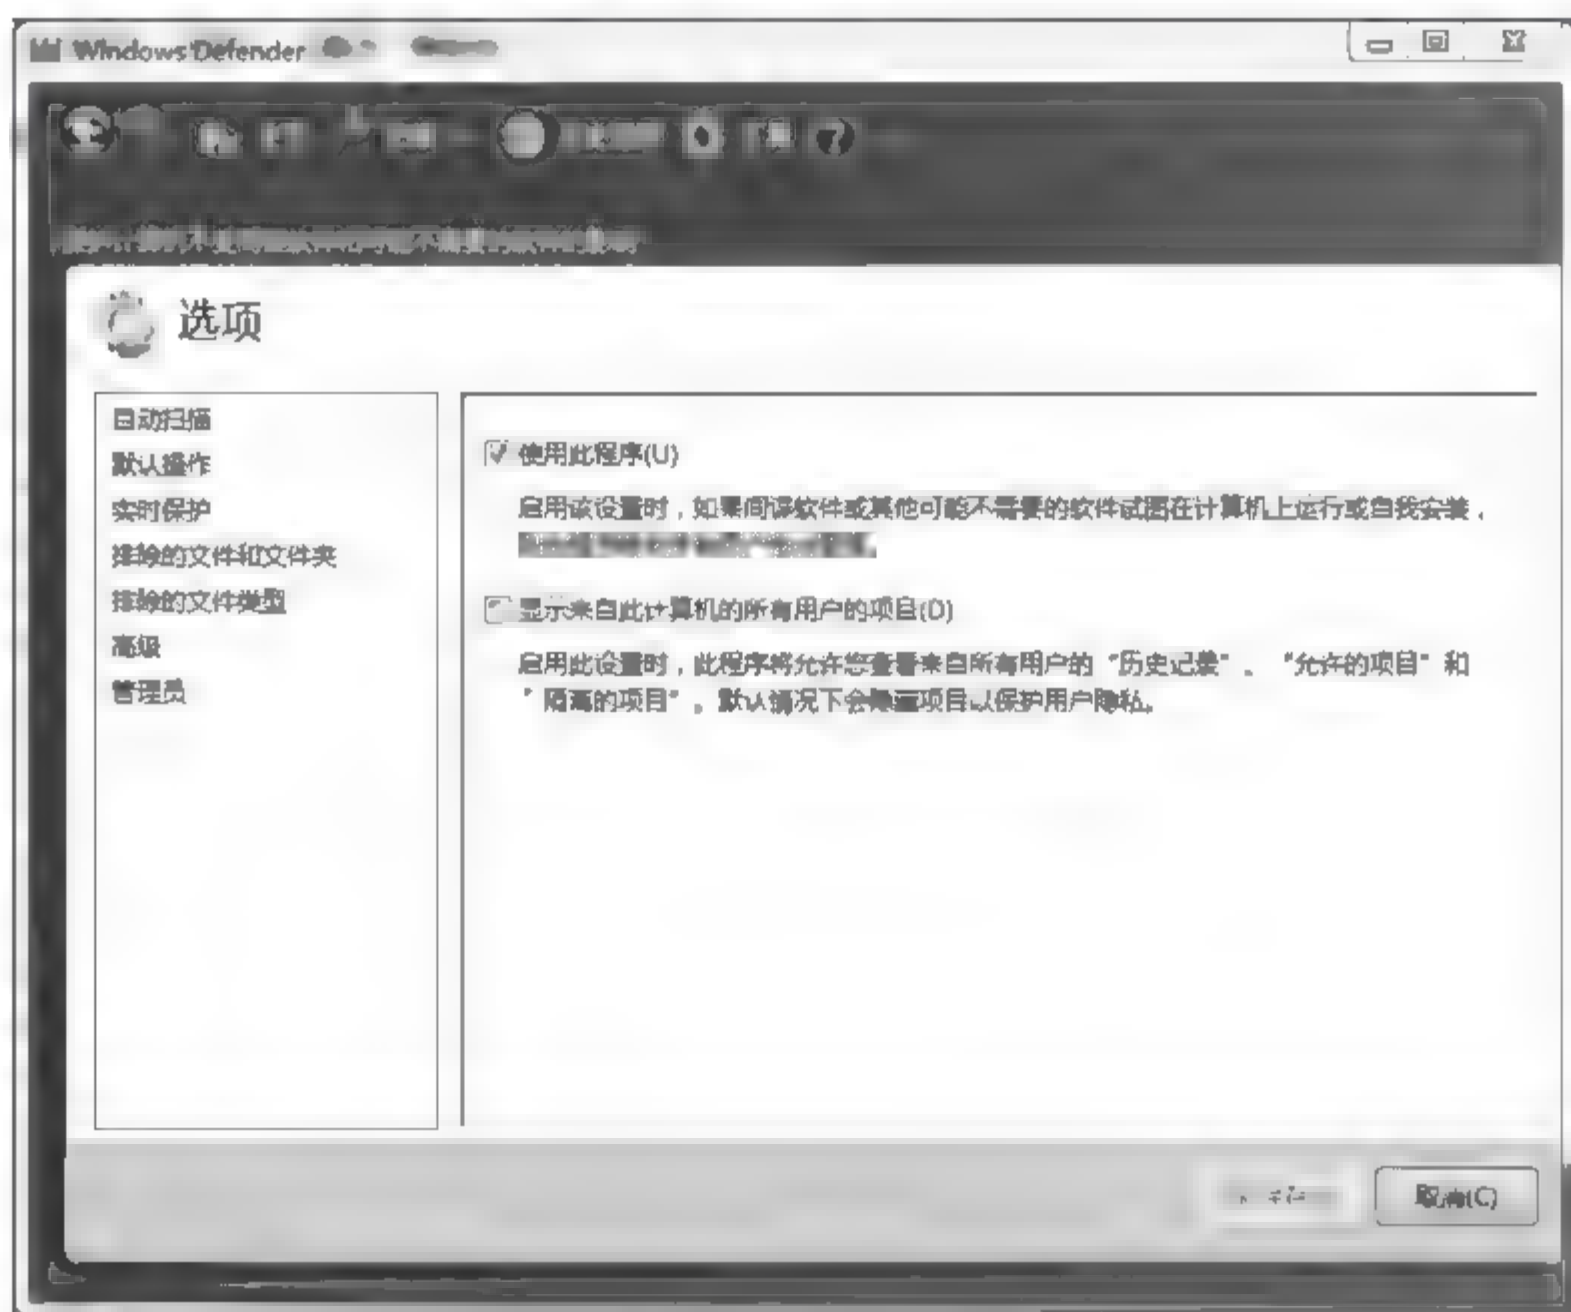 Windows Defender
选项
自动扫描
默认操作
实时保护
排除的文件和文件夹
排除的文件类型
高级
管理员
使用此程序(U)
启用该设置时，如果间谍软件或其他可能不需要的软件试图在计算机上运行或自我安装，
显示来自此计算机的所有用户的项目(D)
启用此设置时，此程序将允许您查看来自所有用户的“历史记录”、“允许的项目”和
“隔离的项目”。默认情况下会隐藏项目以保护用户隐私。
取消(C)